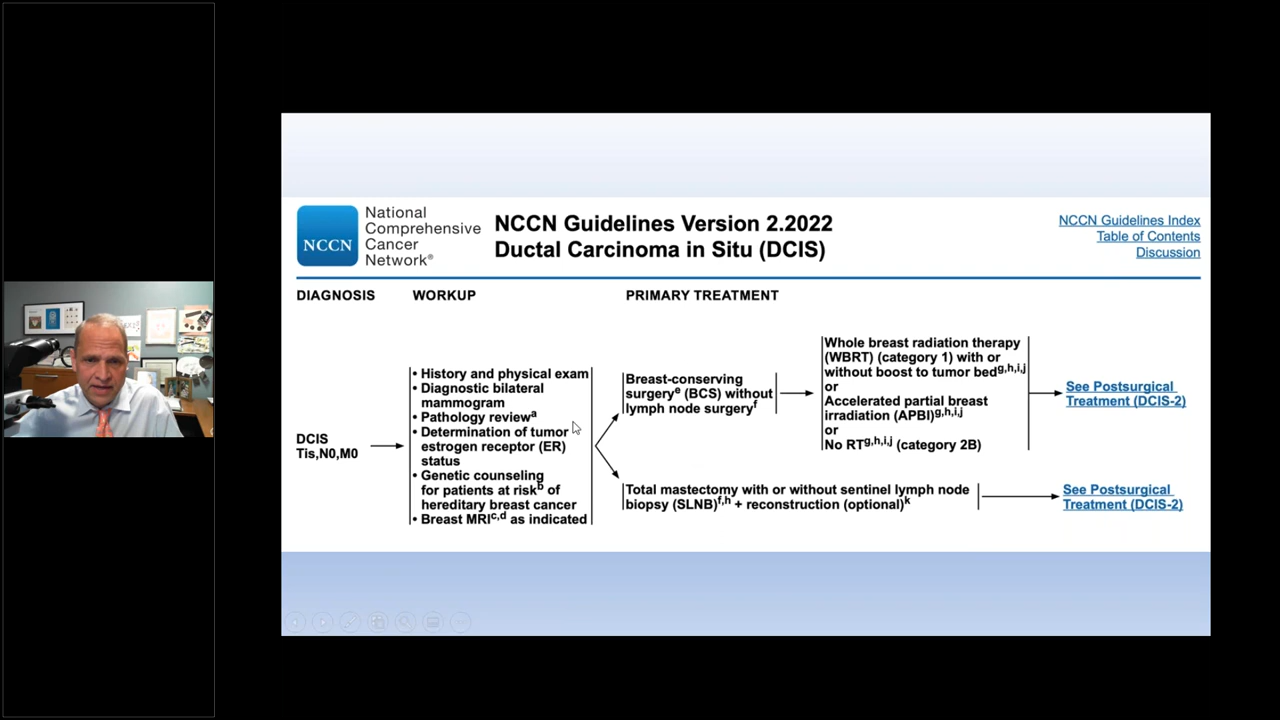 NCCN
National
Comprehensive
Cancer
Network®
NCCN Guidelines Version 2.2022
Ductal Carcinoma in Situ (DCIS)
NCCN Guidelines Index
Table of Contents
Discussion
DIAGNOSIS
WORKUP
PRIMARY TREATMENT
DCIS
Tis,N0,M0
• History and physical exam
• Diagnostic bilateral
mammogram
• Pathology reviewᵃ
• Determination of tumor
estrogen receptor (ER)
status
• Genetic counseling
for patients at riskᵇ of
hereditary breast cancer
• Breast MRIᶜ,ᵈ as indicated
Breast-conserving
surgeryᵉ (BCS) without
lymph node surgeryᶠ
Whole breast radiation therapy
(WBRT) (category 1) with or
without boost to tumor bedᵍ,ʰ,ⁱ,ʲ
or
Accelerated partial breast
irradiation (APBI)ᵍ,ʰ,ⁱ,ʲ
or
No RTᵍ,ʰ,ⁱ,ʲ (category 2B)
See Postsurgical
Treatment (DCIS-2)
Total mastectomy with or without sentinel lymph node
biopsy (SLNB)ᶠ,ʰ + reconstruction (optional)ᵏ
See Postsurgical
Treatment (DCIS-2)